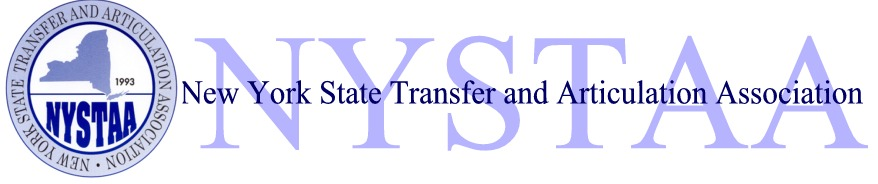 NEW YORK STATE TRANSFER AND ARTICULATION ASSOCIATION •
1993
NYSTAA
NYSTAA
New York State Transfer and Articulation Association